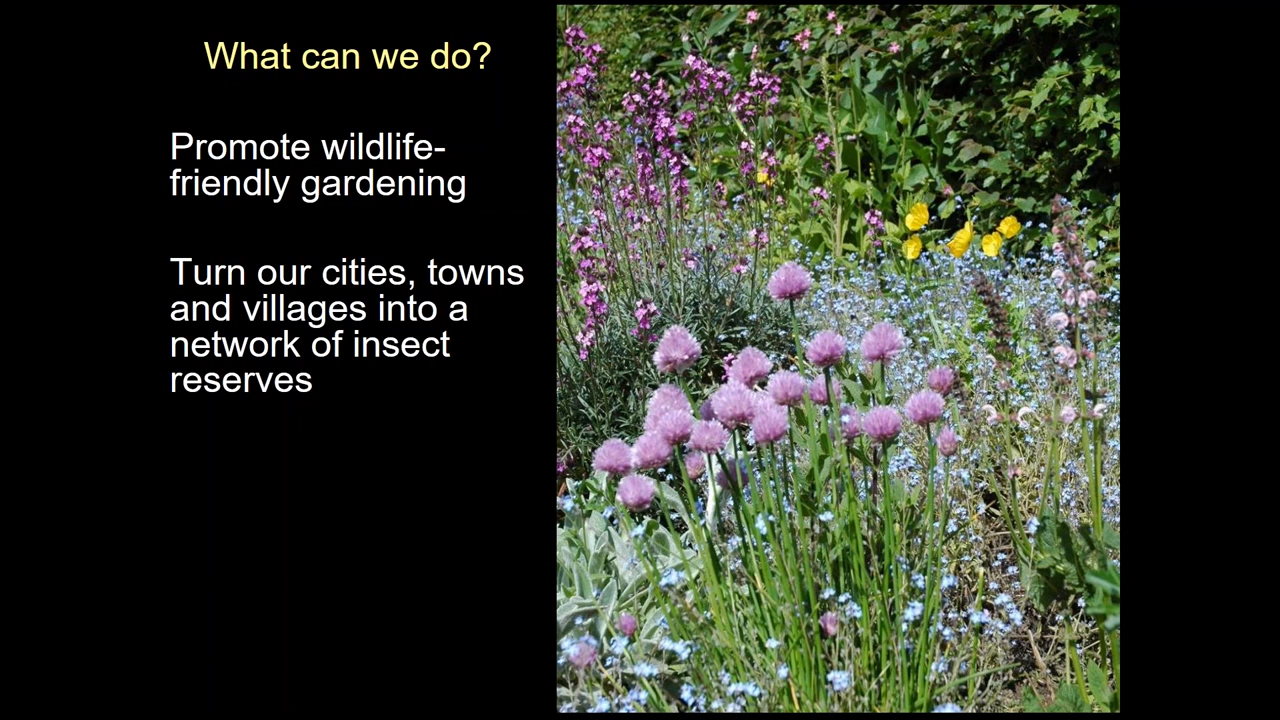 What can we do?
Promote wildlife-
friendly gardening
Turn our cities, towns
and villages into a
network of insect
reserves